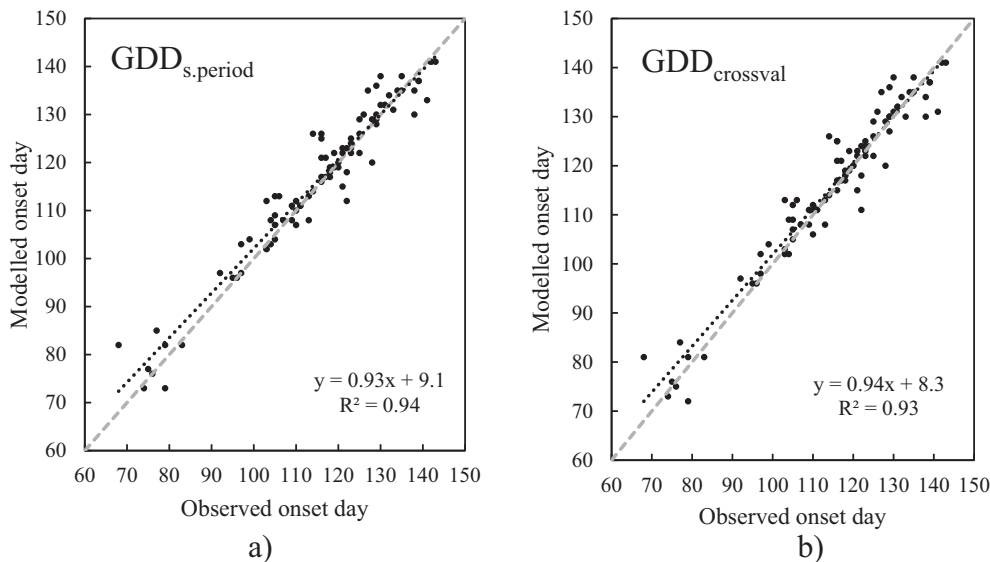 150
140
130
120
110
100
90
80
70
60
Modelled onset day
GDDs.period
y = 0.93x + 9.1
R² = 0.94
60 70 80 90 100 110 120 130 140 150
Observed onset day
a)
150
140
130
120
110
100
90
80
70
60
Modelled onset day
GDDcrossval
y = 0.94x + 8.3
R² = 0.93
60 70 80 90 100 110 120 130 140 150
Observed onset day
b)